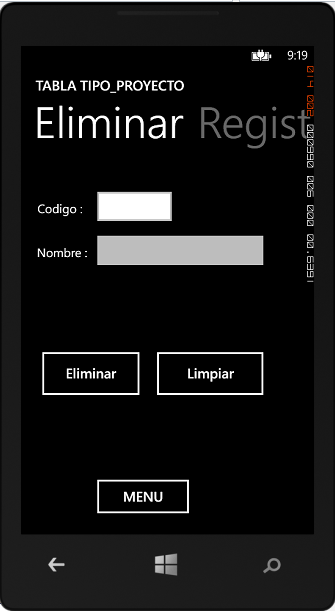 9:19
TABLA TIPO_PROYECTO
Eliminar Regist
Codigo :
Nombre :
Eliminar
Limpiar
MENU